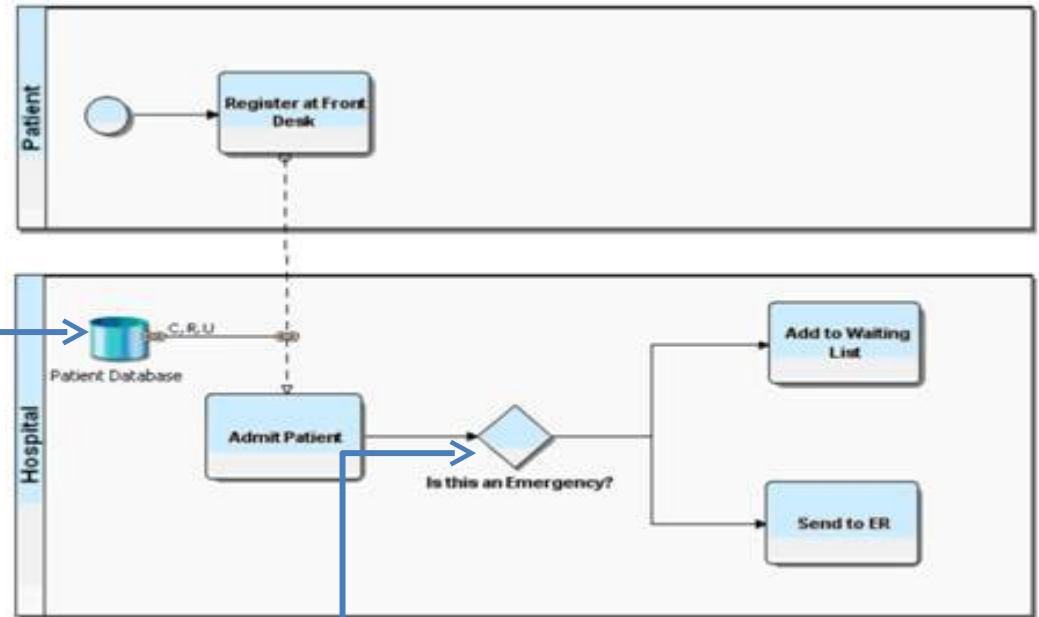 Patient
Register at Front
Desk
Hospital
C, R, U
Patient Database
Admit Patient
Is this an Emergency?
Add to Waiting
List
Send to ER